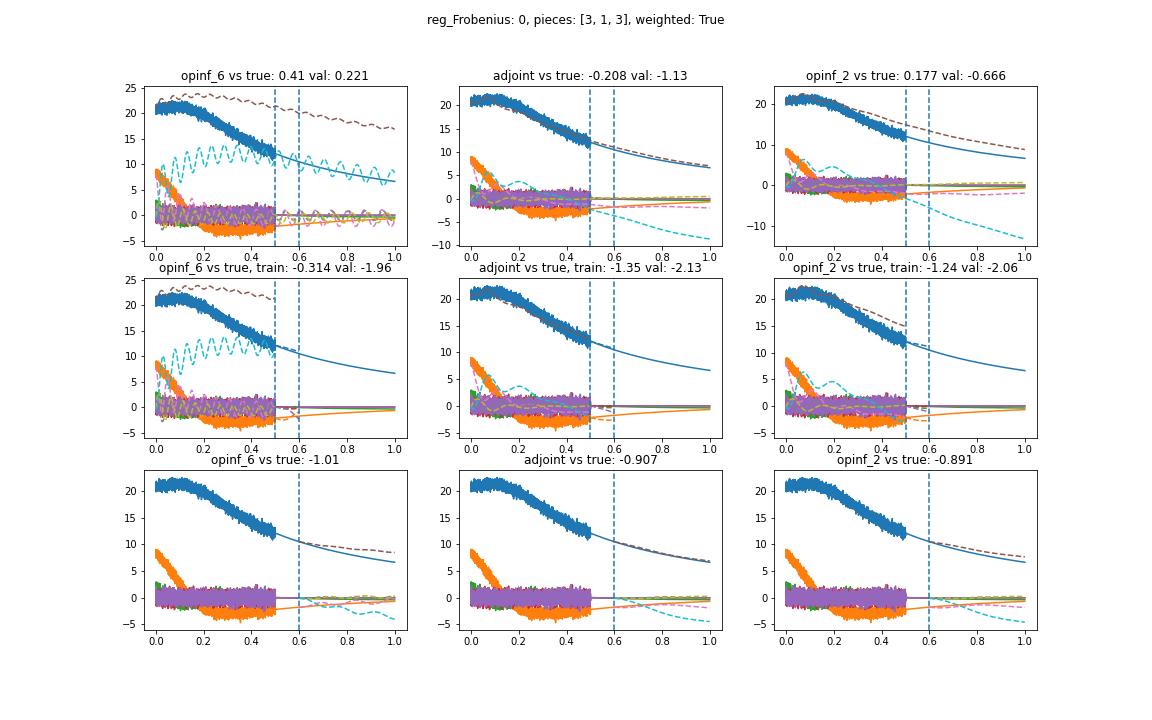 reg_Frobenius: 0, pieces: [3, 1, 3], weighted: True
opinf_6 vs true: 0.41 val: 0.221
adjoint vs true: -0.208 val: -1.13
opinf_2 vs true: 0.177 val: -0.666
25
20
15
10
5
0
−5
0.0 0.2 0.4 0.6 0.8 1.0
20
15
10
5
0
−5
−10
0.0 0.2 0.4 0.6 0.8 1.0
20
10
0
−10
0.0 0.2 0.4 0.6 0.8 1.0
opinf_6 vs true, train: -0.314 val: -1.96
adjoint vs true, train: -1.35 val: -2.13
opinf_2 vs true, train: -1.24 val: -2.06
25
20
15
10
5
0
−5
0.0 0.2 0.4 0.6 0.8 1.0
20
15
10
5
0
−5
0.0 0.2 0.4 0.6 0.8 1.0
20
15
10
5
0
−5
0.0 0.2 0.4 0.6 0.8 1.0
opinf_6 vs true: -1.01
adjoint vs true: -0.907
opinf_2 vs true: -0.891
20
15
10
5
0
−5
0.0 0.2 0.4 0.6 0.8 1.0
20
15
10
5
0
−5
0.0 0.2 0.4 0.6 0.8 1.0
20
15
10
5
0
−5
0.0 0.2 0.4 0.6 0.8 1.0